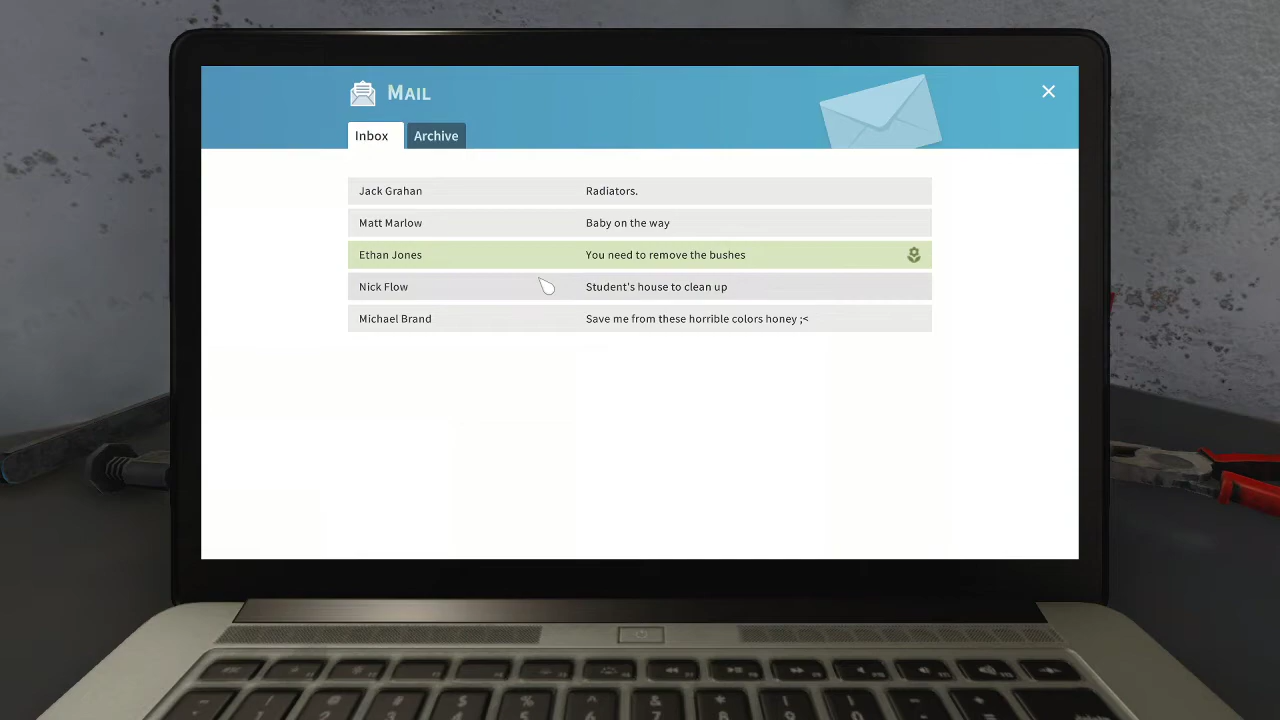 MAIL
Inbox Archive
Jack Grahan Radiators.
Matt Marlow Baby on the way
Ethan Jones You need to remove the bushes
Nick Flow Student's house to clean up
Michael Brand Save me from these horrible colors honey ;<